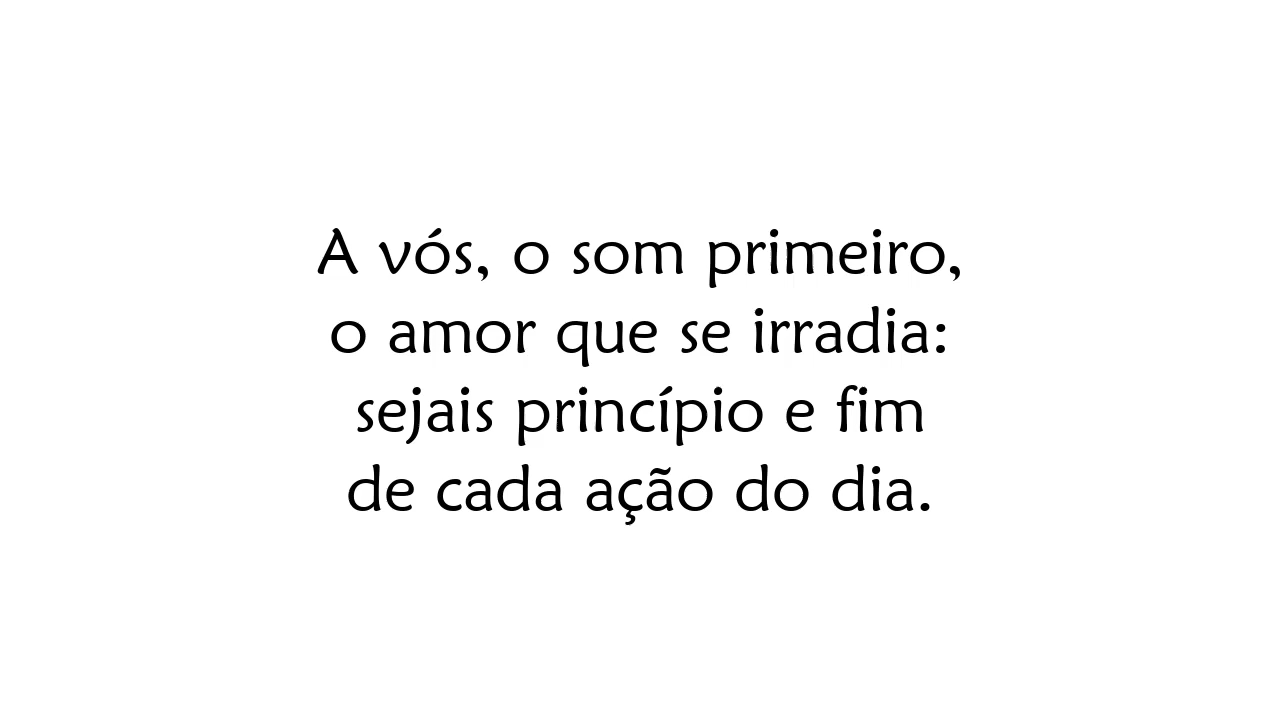 A vós, o som primeiro,
o amor que se irradia:
sejais princípio e fim
de cada ação do dia.